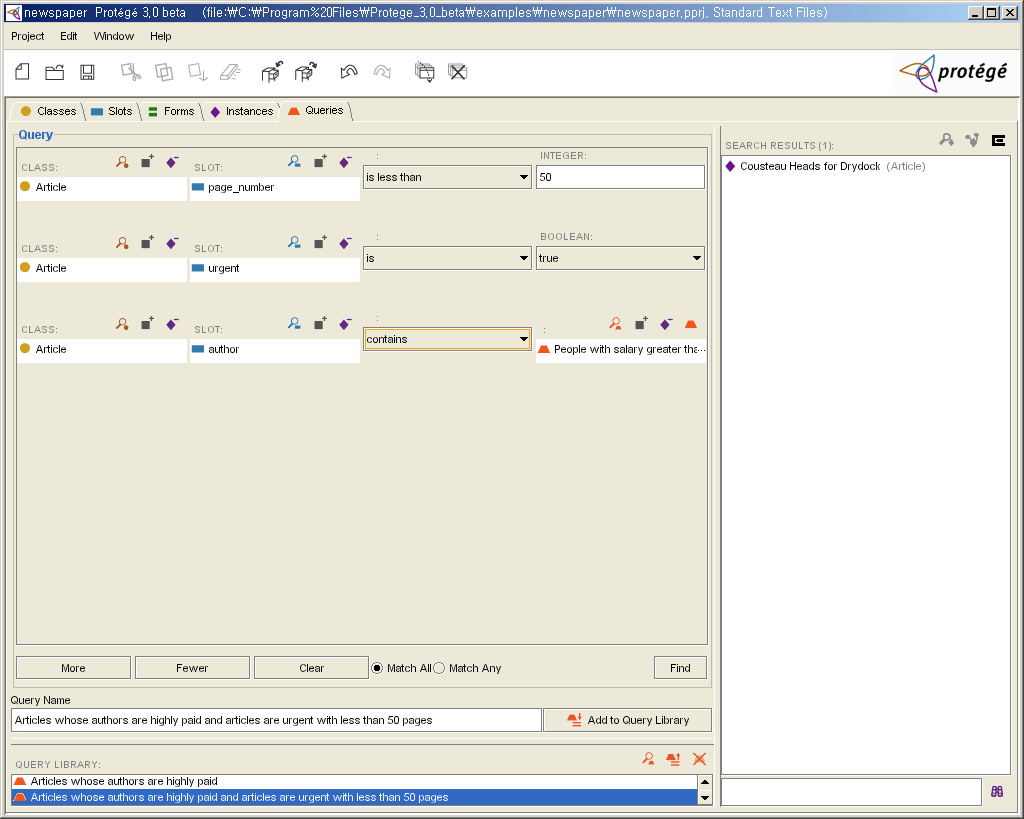 newspaper Protégé 3.0 beta (file:\C:\Program%20Files\Protege_3.0_beta\examples\newspaper\newspaper.pprj, Standard Text Files)
Project Edit Window Help
protégé
Classes Slots Forms Instances Queries
Query
CLASS: SLOT: : INTEGER:
Article page_number is less than 50
CLASS: SLOT: : BOOLEAN:
Article urgent is true
CLASS: SLOT: : :
Article author contains People with salary greater tha...
More Fewer Clear Match All Match Any Find
Query Name
Articles whose authors are highly paid and articles are urgent with less than 50 pages Add to Query Library
QUERY LIBRARY:
Articles whose authors are highly paid
Articles whose authors are highly paid and articles are urgent with less than 50 pages
SEARCH RESULTS (1):
Cousteau Heads for Drydock (Article)